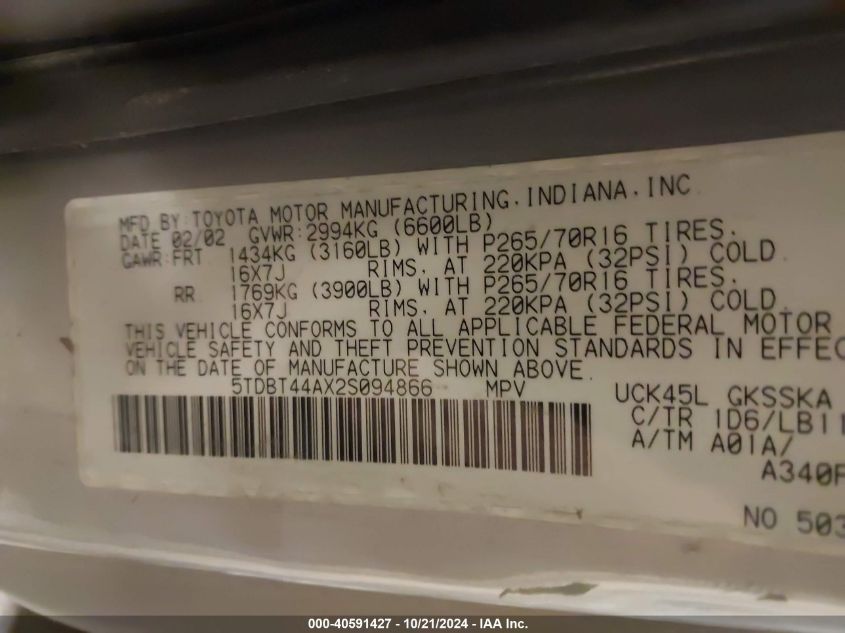 MFD BY:TOYOTA MOTOR MANUFACTURING,INDIANA,INC.
DATE 02/02 GVWR:2994KG (6600LB)
GAWR:FRT 1434KG (3160LB) WITH P265/70R16 TIRES.
16X7J RIMS, AT 220KPA (32PSI) COLD.
RR 1769KG (3900LB) WITH P265/70R16 TIRES.
16X7J RIMS, AT 220KPA (32PSI) COLD.
THIS VEHICLE CONFORMS TO ALL APPLICABLE FEDERAL MOTOR
VEHICLE SAFETY AND THEFT PREVENTION STANDARDS IN EFFEC
ON THE DATE OF MANUFACTURE SHOWN ABOVE.
5TDBT44AX2S094866 MPV
UCK45L GKSSKA
C/TR 1D6/LB11
A/TM A01A/
A340F
NO 503
000-40591427 - 10/21/2024 - IAA Inc.